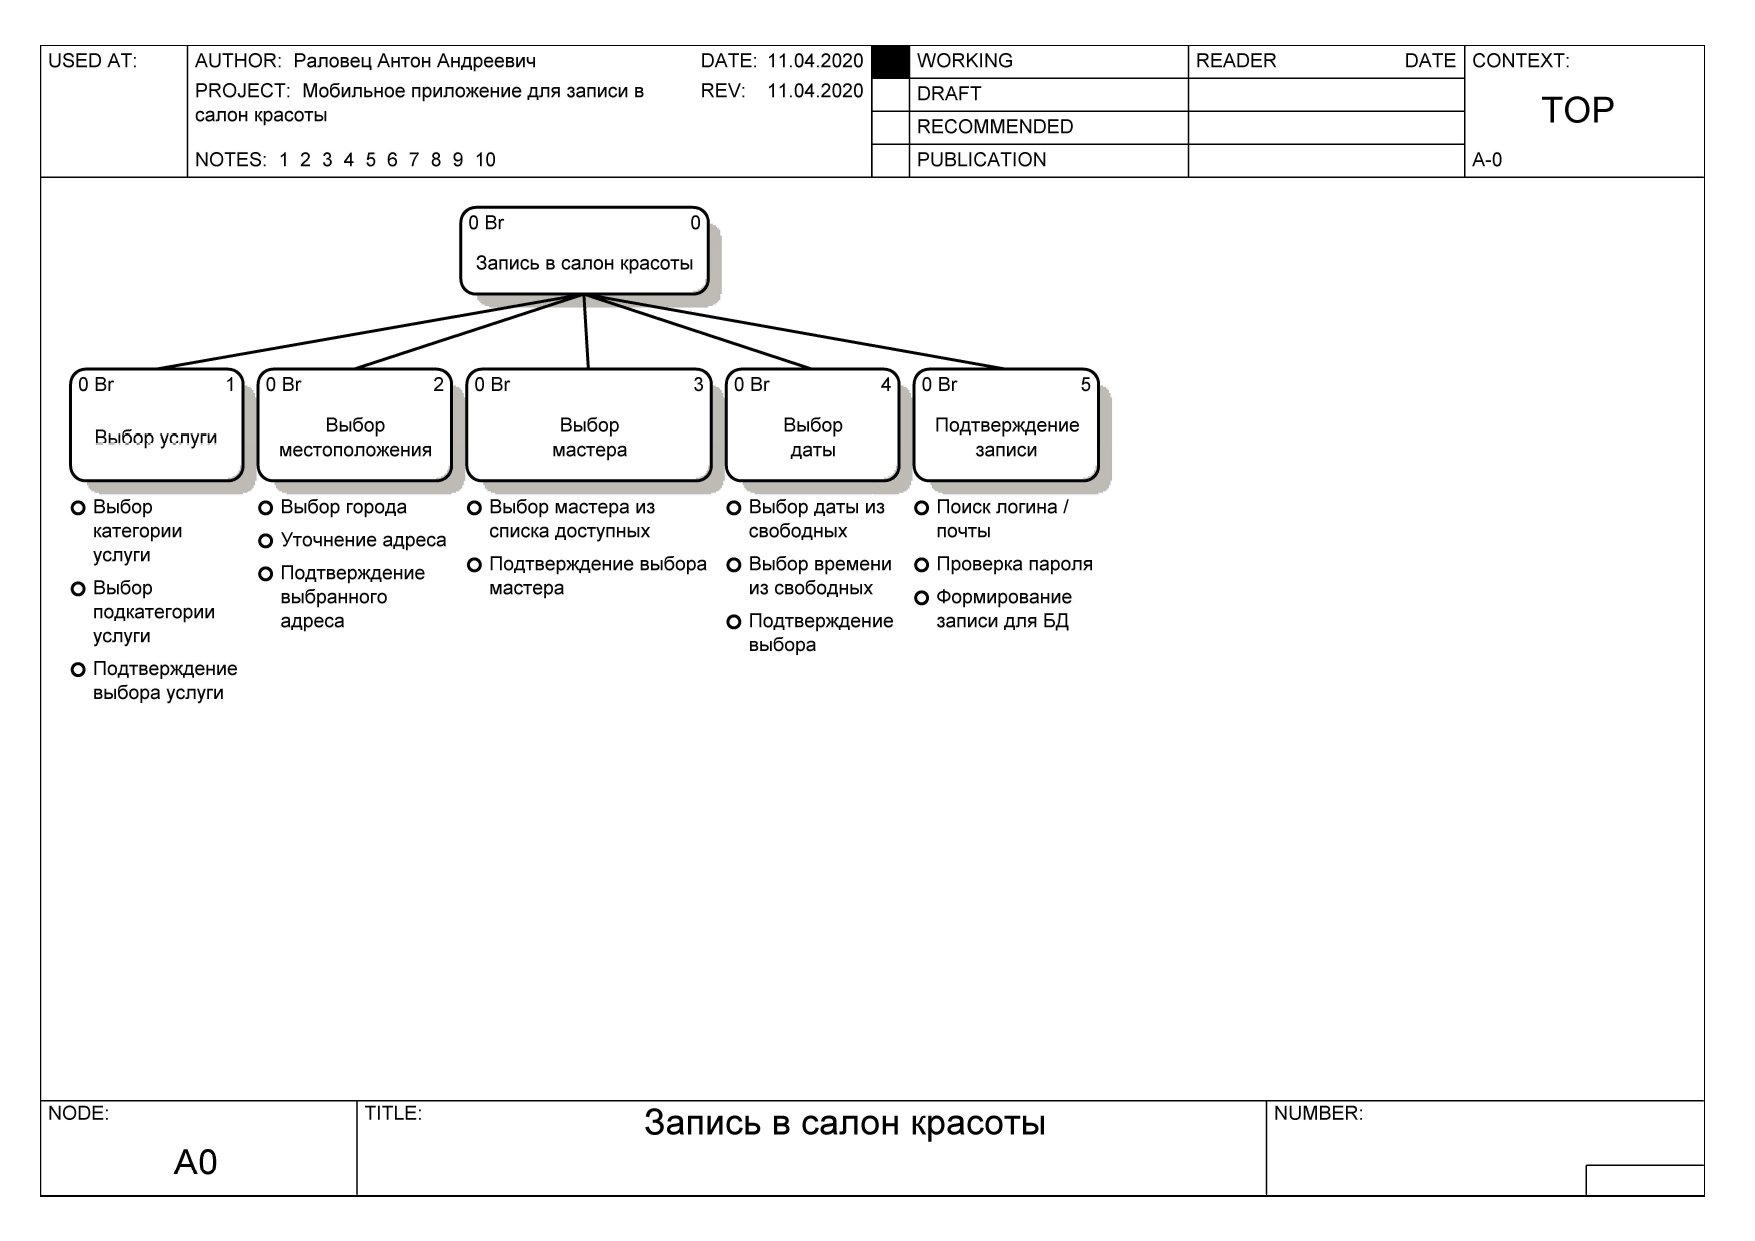 USED AT:
AUTHOR: Раловец Антон Андреевич
DATE: 11.04.2020
PROJECT: Мобильное приложение для записи в
салон красоты
REV: 11.04.2020
NOTES: 1 2 3 4 5 6 7 8 9 10
WORKING
DRAFT
RECOMMENDED
PUBLICATION
READER DATE
CONTEXT:
TOP
A-0
0 Br 0
Запись в салон красоты
0 Br 1
Выбор услуги
0 Br 2
Выбор
местоположения
0 Br 3
Выбор
мастера
0 Br 4
Выбор
даты
0 Br 5
Подтверждение
записи
Выбор
категории
услуги
Выбор
подкатегории
услуги
Подтверждение
выбора услуги
Выбор города
Уточнение адреса
Подтверждение
выбранного
адреса
Выбор мастера из
списка доступных
Подтверждение выбора
мастера
Выбор даты из
свободных
Выбор времени
из свободных
Подтверждение
выбора
Поиск логина /
почты
Проверка пароля
Формирование
записи для БД
NODE:
A0
TITLE:
Запись в салон красоты
NUMBER: